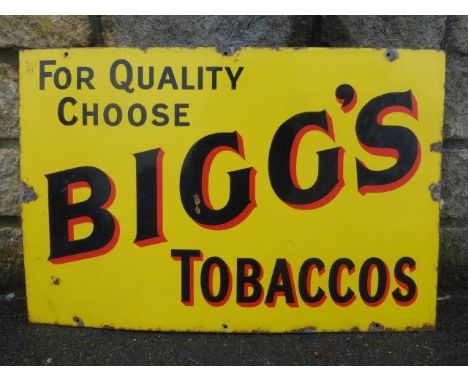 FOR QUALITY
CHOOSE
BIGG'S
TOBACCOS